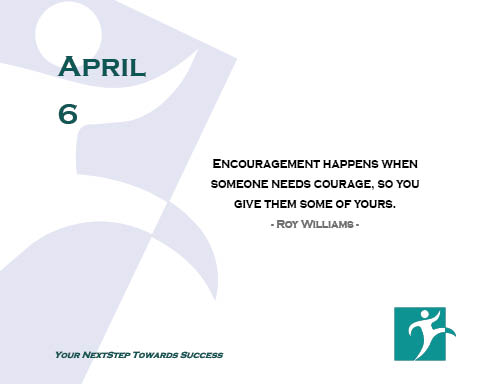 April
6
Encouragement happens when
someone needs courage, so you
give them some of yours.
- Roy Williams -
Your NextStep Towards Success